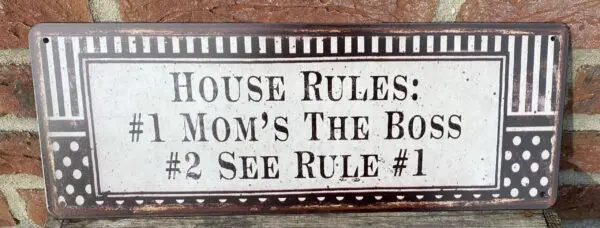 House Rules:
#1 Mom's The Boss
#2 See Rule #1